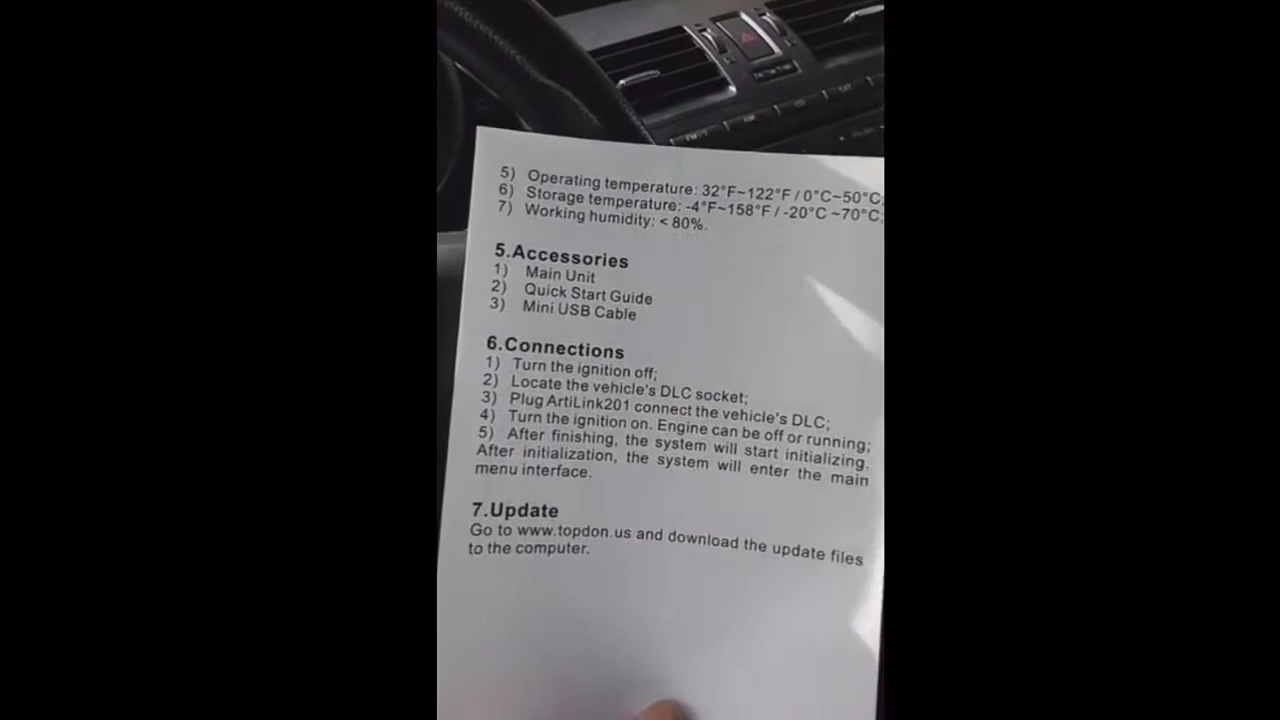 5) Operating temperature: 32°F~122°F / 0°C~50°C;
6) Storage temperature: -4°F~158°F / -20°C ~70°C;
7) Working humidity: < 80%.
5.Accessories
1) Main Unit
2) Quick Start Guide
3) Mini USB Cable
6.Connections
1) Turn the ignition off;
2) Locate the vehicle's DLC socket;
3) Plug ArtiLink201 connect the vehicle's DLC;
4) Turn the ignition on. Engine can be off or running;
5) After finishing, the system will start initializing.
After initialization, the system will enter the main
menu interface.
7.Update
Go to www.topdon.us and download the update files
to the computer.